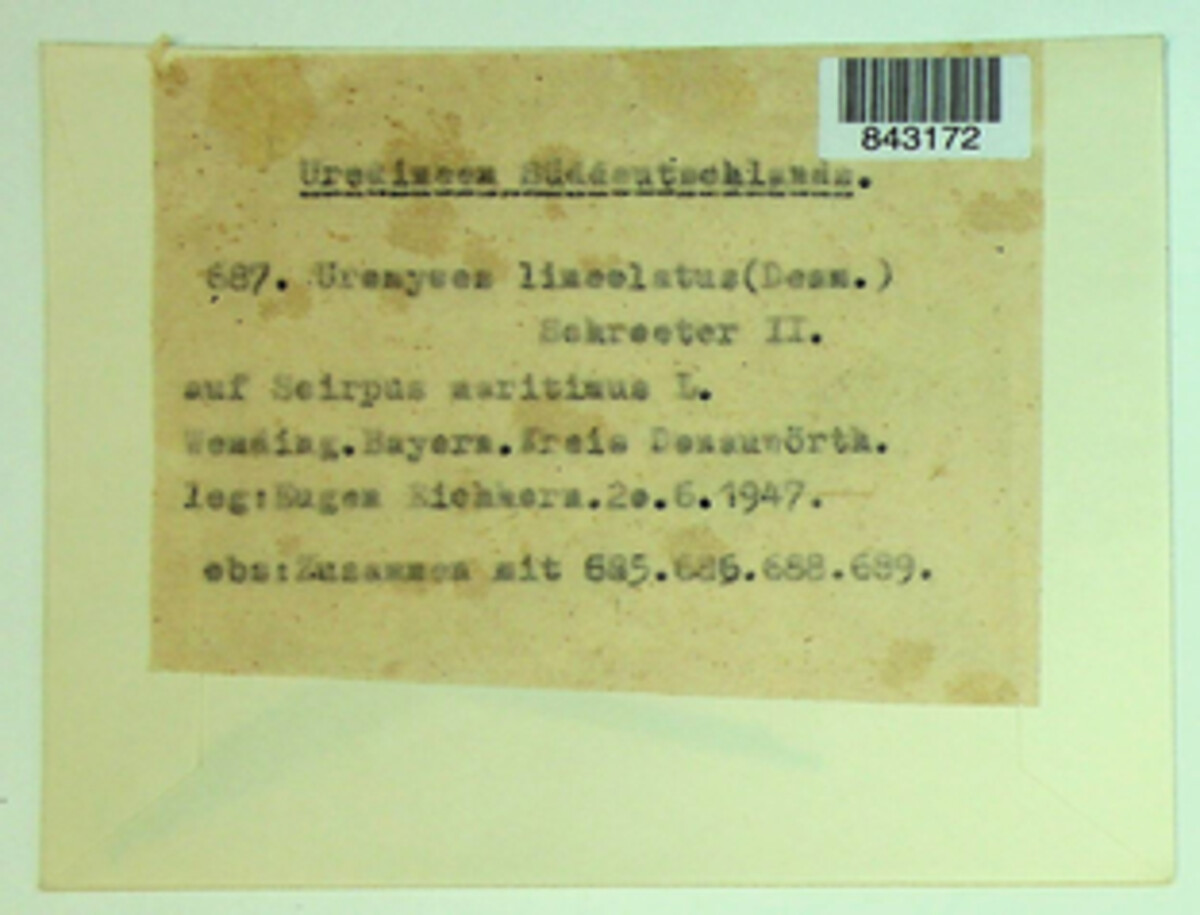 843172
Uredineen Süddeutschlands.
687. Uromyces lineolatus(Desm.)
Schroeter II.
auf Scirpus maritimus L.
Wemding.Bayern.Kreis Donauwörth.
leg:Eugen Eichhorn.2o.6.1947.
obs:Zusammen mit 685.686.688.689.